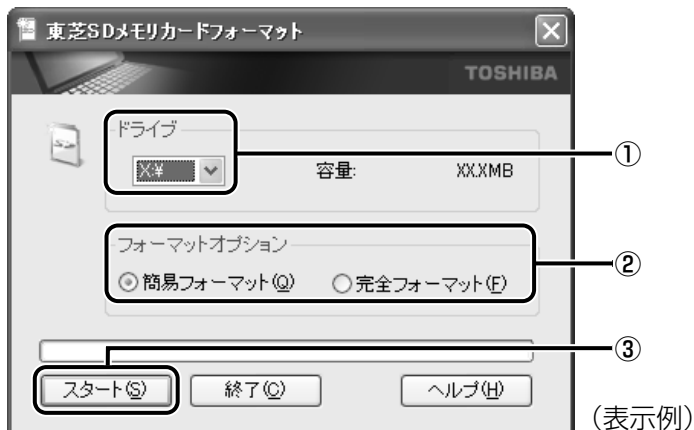 東芝SDメモリカードフォーマット
TOSHIBA
ドライブ
X:¥ 容量: XX.XMB ①
フォーマットオプション
簡易フォーマット(Q) 完全フォーマット(F) ②
③
スタート(S) 終了(C) ヘルプ(H)
（表示例）